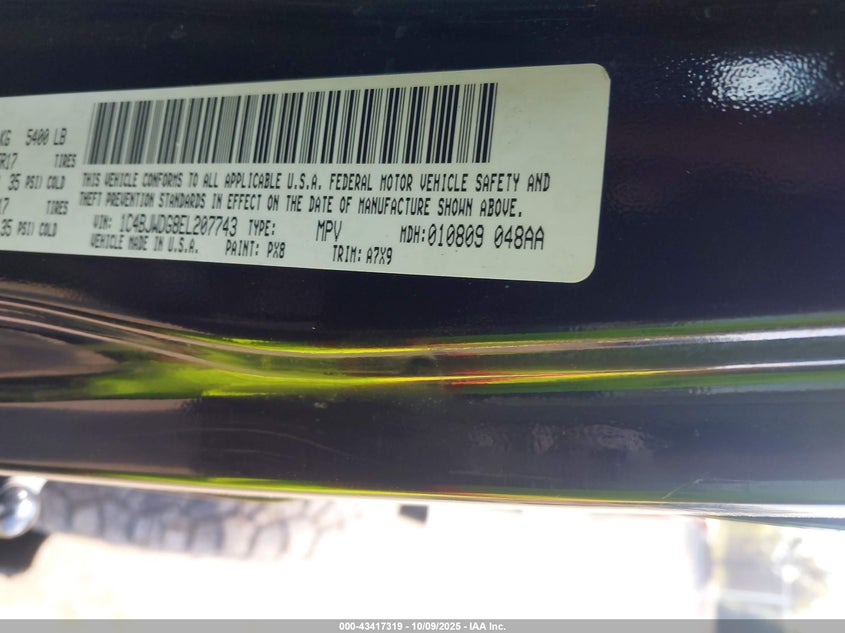 KG 5400 LB
R17 TIRES
35 PSI) COLD
17 TIRES
35 PSI) COLD
THIS VEHICLE CONFORMS TO ALL APPLICABLE U.S.A. FEDERAL MOTOR VEHICLE SAFETY AND
THEFT PREVENTION STANDARDS IN EFFECT ON THE DATE OF MANUFACTURE SHOWN ABOVE.
VIN: 1C4BJWDG8EL207743 TYPE: MPV MDH:010809 048AA
VEHICLE MADE IN U.S.A. PAINT: PX8 TRIM: A7X9
000-43417319 - 10/09/2025 - IAA Inc.